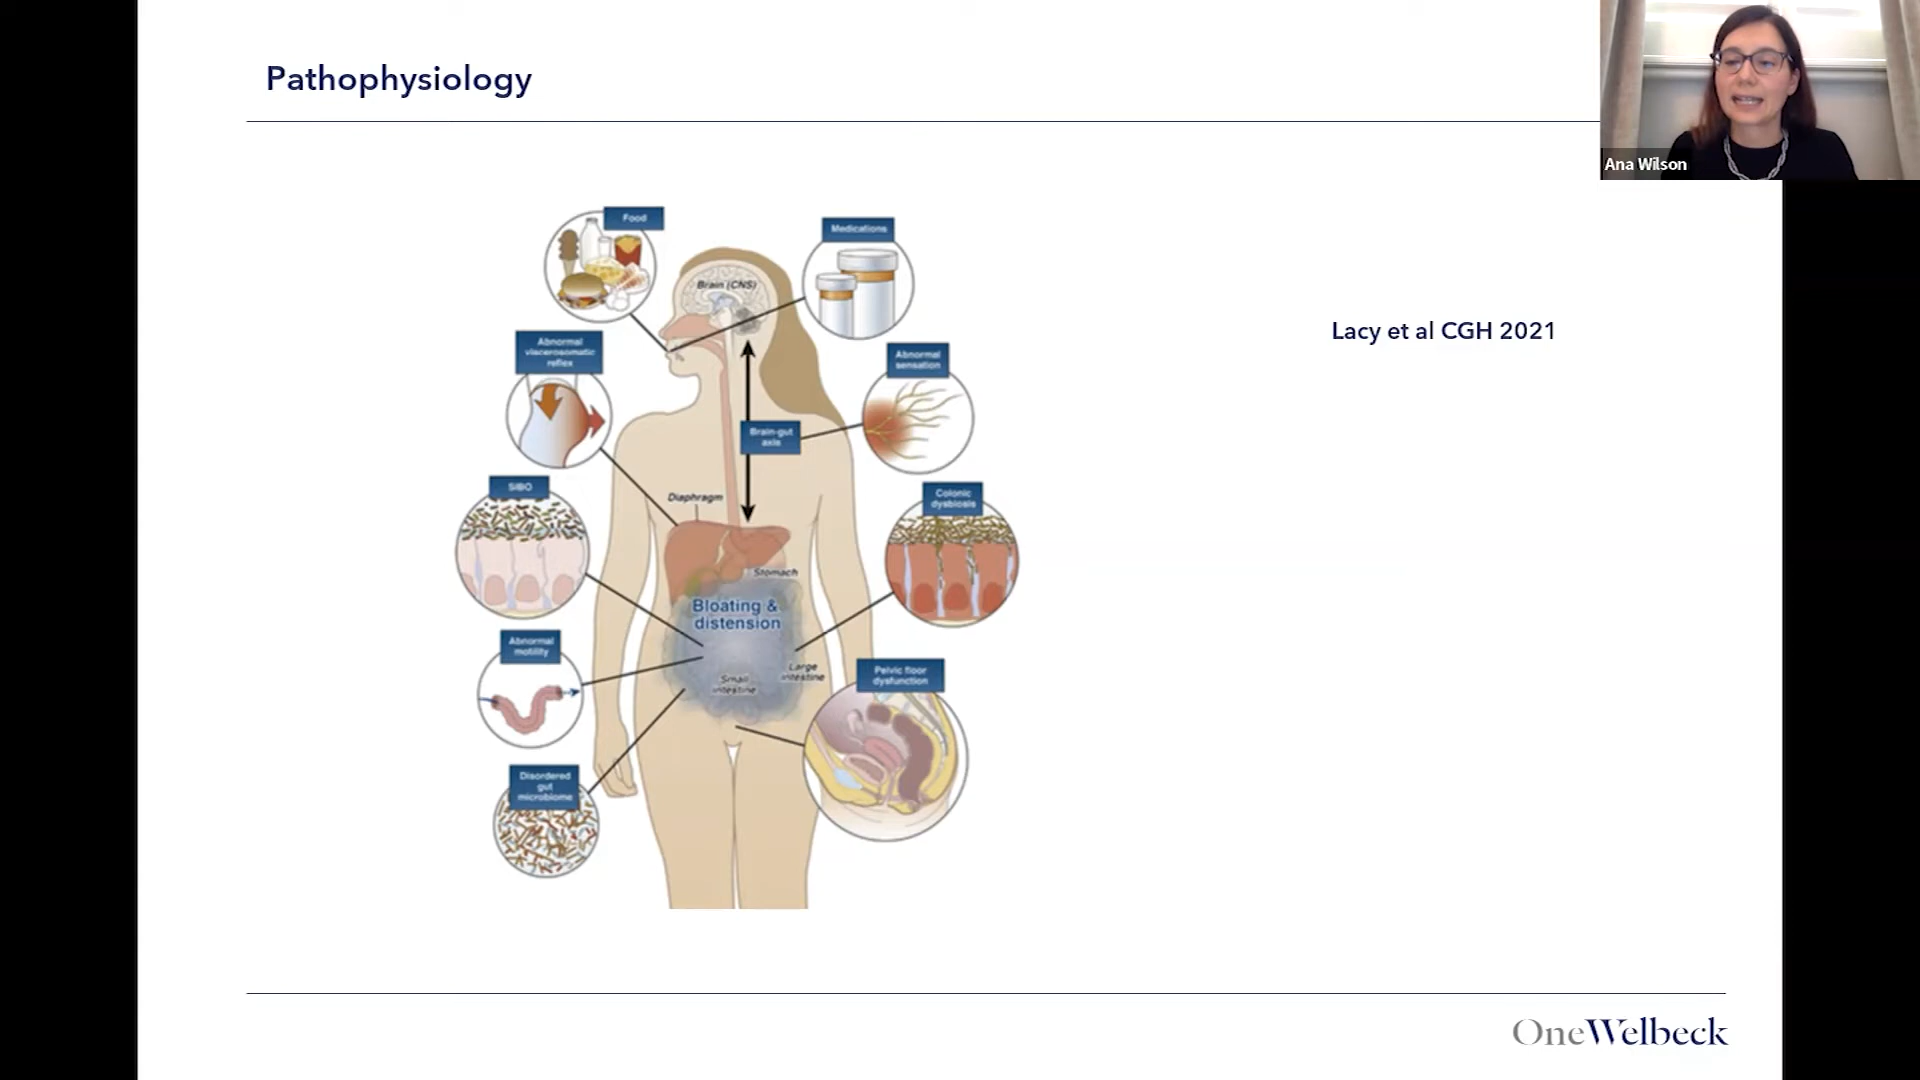 Pathophysiology
Ana Wilson
Food
Medications
Brain (CNS)
Abnormal
viscerosomatic
reflex
Abnormal
sensation
Lacy et al CGH 2021
Brain-gut
axis
SIBO
Diaphragm
Colonic
dysbiosis
Stomach
Bloating &
distension
Abnormal
motility
Large
intestine
Small
intestine
Pelvic floor
dysfunction
Disordered
gut
microbiome
OneWelbeck